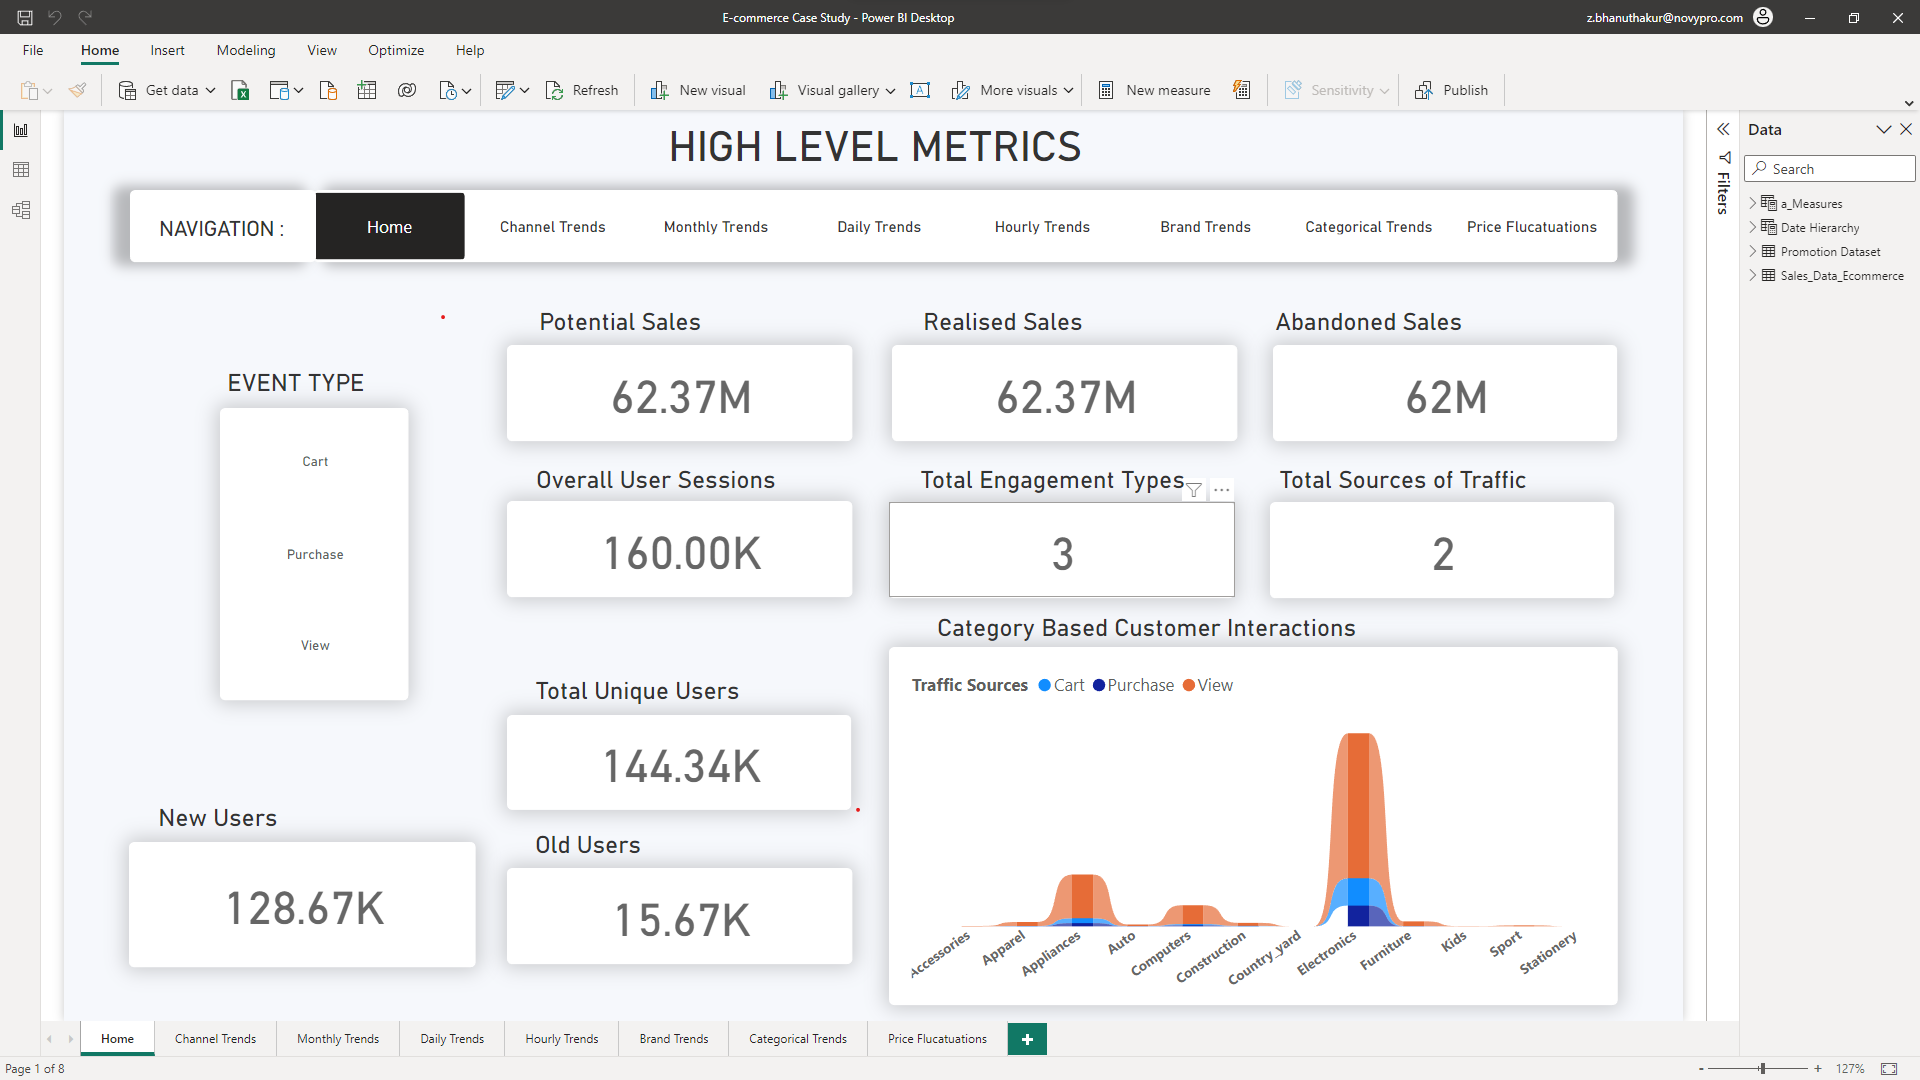 E-commerce Case Study - Power BI Desktop
z.bhanuthakur@novypro.com
File Home Insert Modeling View Optimize Help
Get data Refresh New visual Visual gallery A More visuals New measure Sensitivity Publish
HIGH LEVEL METRICS
NAVIGATION : Home Channel Trends Monthly Trends Daily Trends Hourly Trends Brand Trends Categorical Trends Price Flucatuations
EVENT TYPE
Cart
Purchase
View
Potential Sales
62.37M
Realised Sales
62.37M
Abandoned Sales
62M
Overall User Sessions
160.00K
Total Engagement Types
3
Total Sources of Traffic
2
Total Unique Users
144.34K
New Users
128.67K
Old Users
15.67K
Category Based Customer Interactions
Traffic Sources Cart Purchase View
Accessories
Apparel
Appliances
Auto
Computers
Construction
Country_yard
Electronics
Furniture
Kids
Sport
Stationery
Filters
Data
Search
a_Measures
Date Hierarchy
Promotion Dataset
Sales_Data_Ecommerce
Home Channel Trends Monthly Trends Daily Trends Hourly Trends Brand Trends Categorical Trends Price Flucatuations +
Page 1 of 8
- + 127%